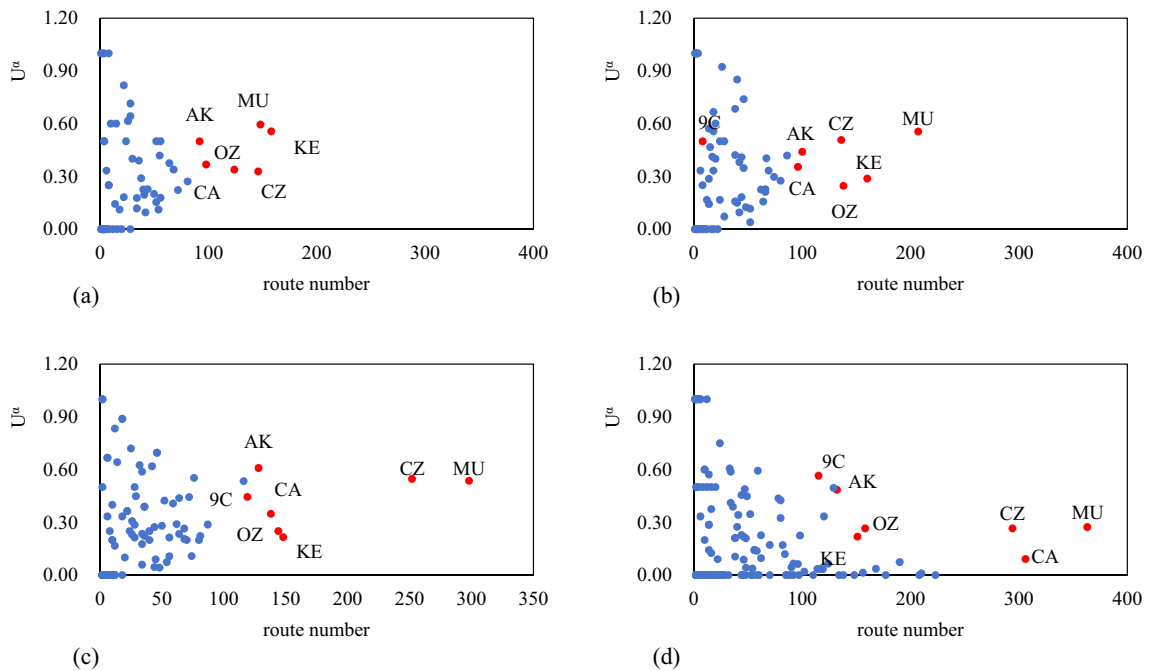 1.20
0.90
0.60
0.30
0.00
U^α
0 100 200 300 400
route number
(a)
AK
MU
OZ
KE
CA
CZ
1.20
0.90
0.60
0.30
0.00
U^α
0 100 200 300 400
route number
(b)
9C
AK
CZ
MU
KE
CA
OZ
1.20
0.90
0.60
0.30
0.00
U^α
0 50 100 150 200 250 300 350
route number
(c)
AK
CZ
MU
9C
CA
OZ
KE
1.20
0.90
0.60
0.30
0.00
U^α
0 100 200 300 400
route number
(d)
9C
AK
OZ
CZ
MU
KE
CA